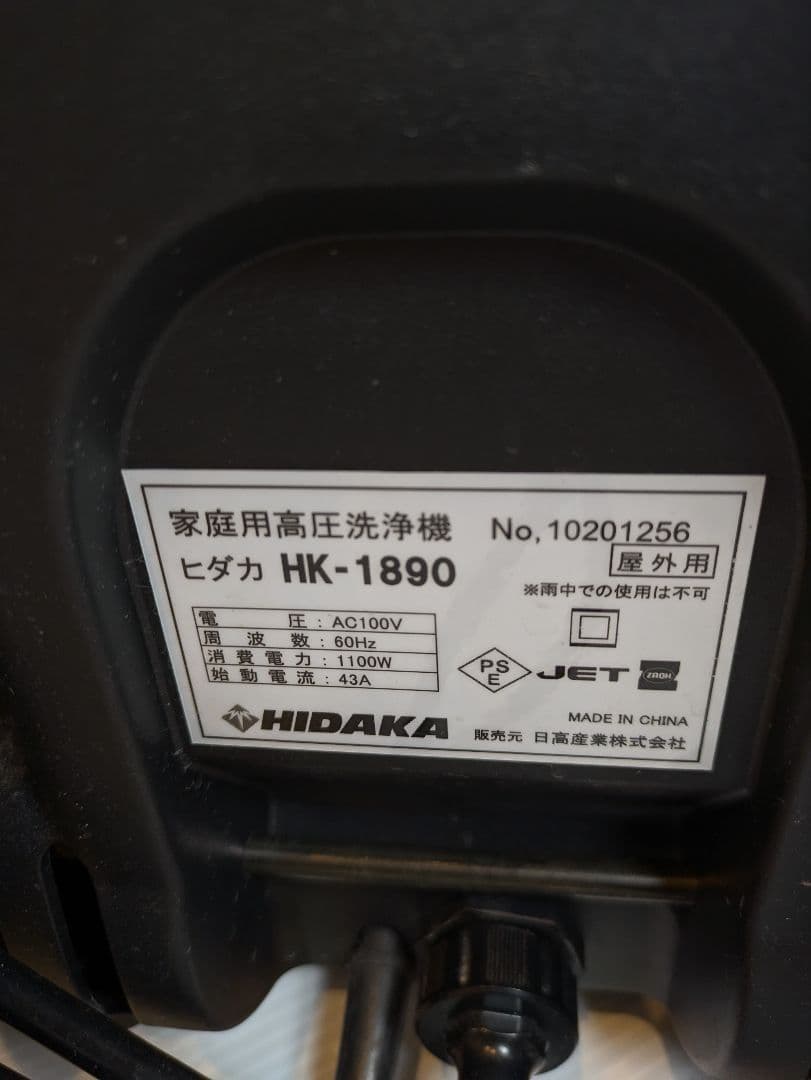 家庭用高圧洗浄機 No,10201256
ヒダカ HK-1890 屋外用
※雨中での使用は不可
電圧:AC100V
周波数:60Hz
消費電力:1100W
始動電流:43A
PS
E
JET ZAOH
HIDAKA
MADE IN CHINA
販売元 日高産業株式会社